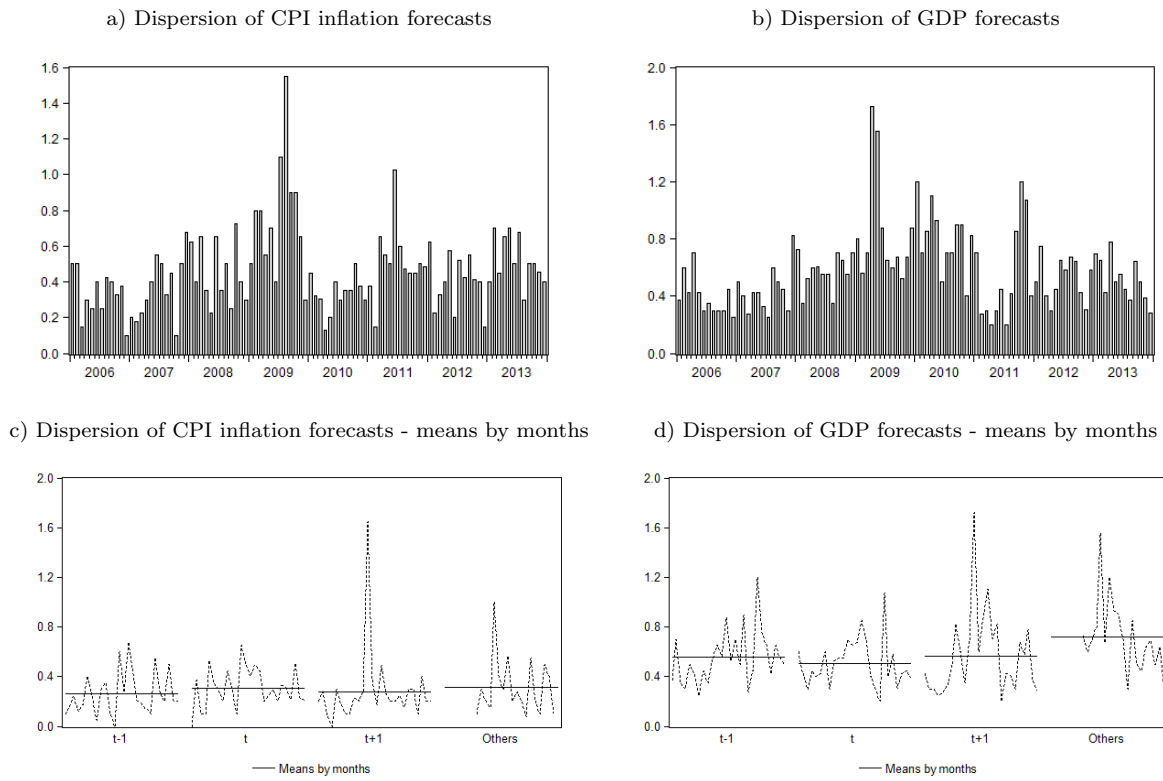 a) Dispersion of CPI inflation forecasts
b) Dispersion of GDP forecasts
1.6
1.4
1.2
1.0
0.8
0.6
0.4
0.2
0.0
2006 2007 2008 2009 2010 2011 2012 2013
2.0
1.6
1.2
0.8
0.4
0.0
2006 2007 2008 2009 2010 2011 2012 2013
c) Dispersion of CPI inflation forecasts - means by months
d) Dispersion of GDP forecasts - means by months
2.0
1.6
1.2
0.8
0.4
0.0
t-1 t t+1 Others
Means by months
2.0
1.6
1.2
0.8
0.4
0.0
t-1 t t+1 Others
Means by months